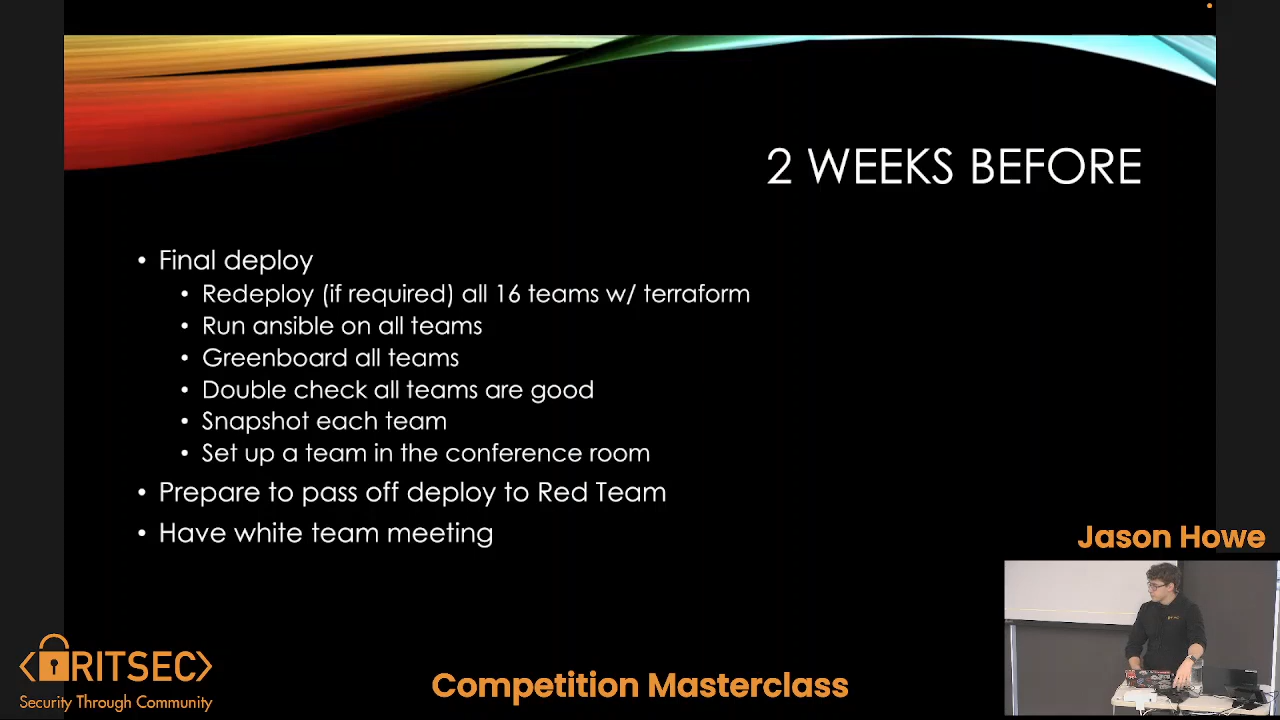 2 WEEKS BEFORE
• Final deploy
• Redeploy (if required) all 16 teams w/ terraform
• Run ansible on all teams
• Greenboard all teams
• Double check all teams are good
• Snapshot each team
• Set up a team in the conference room
• Prepare to pass off deploy to Red Team
• Have white team meeting
Jason Howe
<RITSEC>
Security Through Community
Competition Masterclass